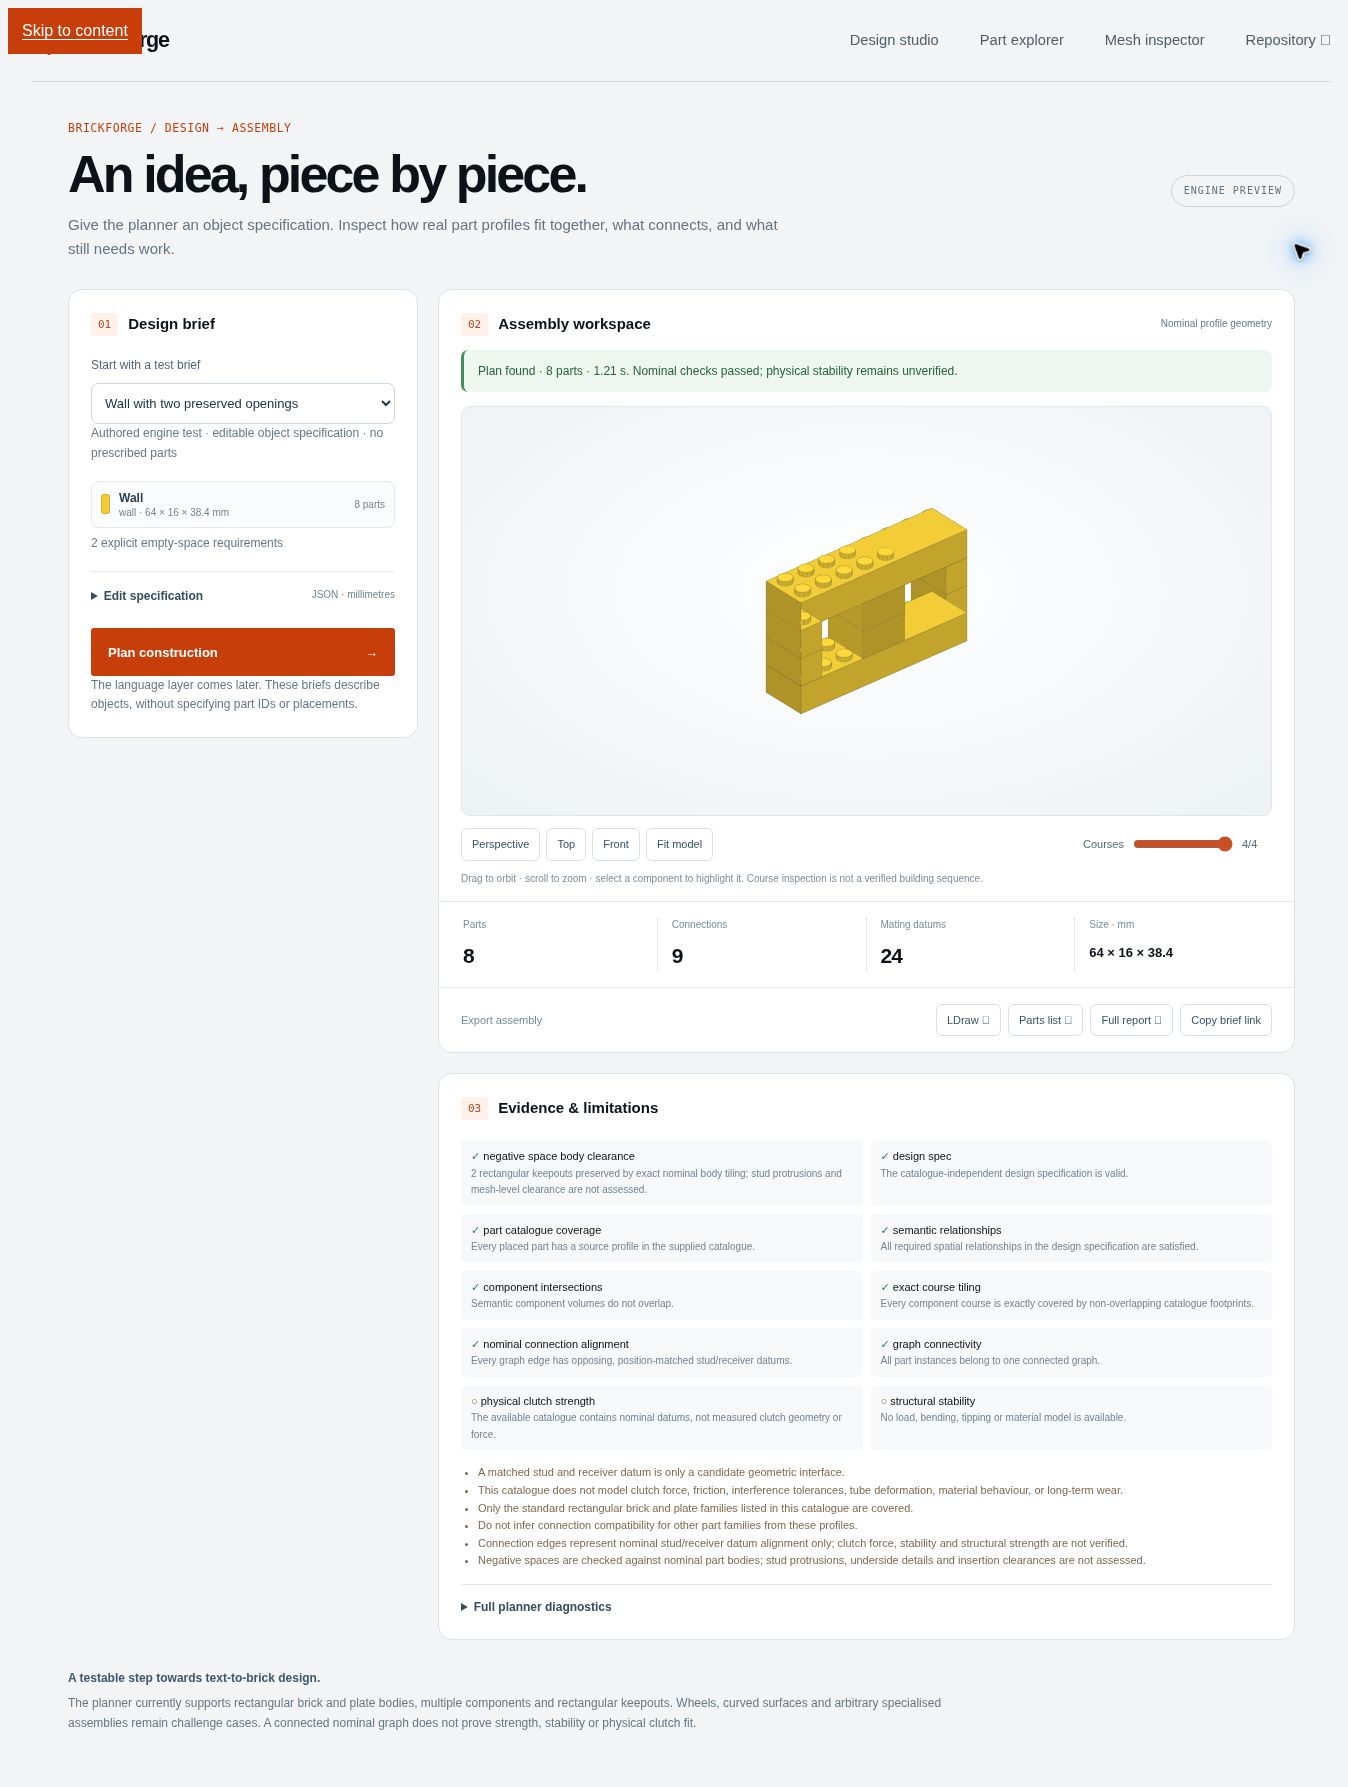 Skip to content
Design studio
Part explorer
Mesh inspector
Repository
BRICKFORGE / DESIGN → ASSEMBLY
An idea, piece by piece.
ENGINE PREVIEW
Give the planner an object specification. Inspect how real part profiles fit together, what connects, and what
still needs work.
01 Design brief
Start with a test brief
Wall with two preserved openings
Authored engine test · editable object specification · no
prescribed parts
Wall
wall · 64 × 16 × 38.4 mm
8 parts
2 explicit empty-space requirements
Edit specification
JSON · millimetres
Plan construction →
The language layer comes later. These briefs describe
objects, without specifying part IDs or placements.
02 Assembly workspace
Nominal profile geometry
Plan found · 8 parts · 1.21 s. Nominal checks passed; physical stability remains unverified.
Perspective
Top
Front
Fit model
Courses
4/4
Drag to orbit · scroll to zoom · select a component to highlight it. Course inspection is not a verified building sequence.
Parts
8
Connections
9
Mating datums
24
Size · mm
64 × 16 × 38.4
Export assembly
LDraw
Parts list
Full report
Copy brief link
03 Evidence & limitations
✓ negative space body clearance
2 rectangular keepouts preserved by exact nominal body tiling; stud protrusions and
mesh-level clearance are not assessed.
✓ design spec
The catalogue-independent design specification is valid.
✓ part catalogue coverage
Every placed part has a source profile in the supplied catalogue.
✓ semantic relationships
All required spatial relationships in the design specification are satisfied.
✓ component intersections
Semantic component volumes do not overlap.
✓ exact course tiling
Every component course is exactly covered by non-overlapping catalogue footprints.
✓ nominal connection alignment
Every graph edge has opposing, position-matched stud/receiver datums.
✓ graph connectivity
All part instances belong to one connected graph.
○ physical clutch strength
The available catalogue contains nominal datums, not measured clutch geometry or
force.
○ structural stability
No load, bending, tipping or material model is available.
• A matched stud and receiver datum is only a candidate geometric interface.
• This catalogue does not model clutch force, friction, interference tolerances, tube deformation, material behaviour, or long-term wear.
• Only the standard rectangular brick and plate families listed in this catalogue are covered.
• Do not infer connection compatibility for other part families from these profiles.
• Connection edges represent nominal stud/receiver datum alignment only; clutch force, stability and structural strength are not verified.
• Negative spaces are checked against nominal part bodies; stud protrusions, underside details and insertion clearances are not assessed.
Full planner diagnostics
A testable step towards text-to-brick design.
The planner currently supports rectangular brick and plate bodies, multiple components and rectangular keepouts. Wheels, curved surfaces and arbitrary specialised
assemblies remain challenge cases. A connected nominal graph does not prove strength, stability or physical clutch fit.